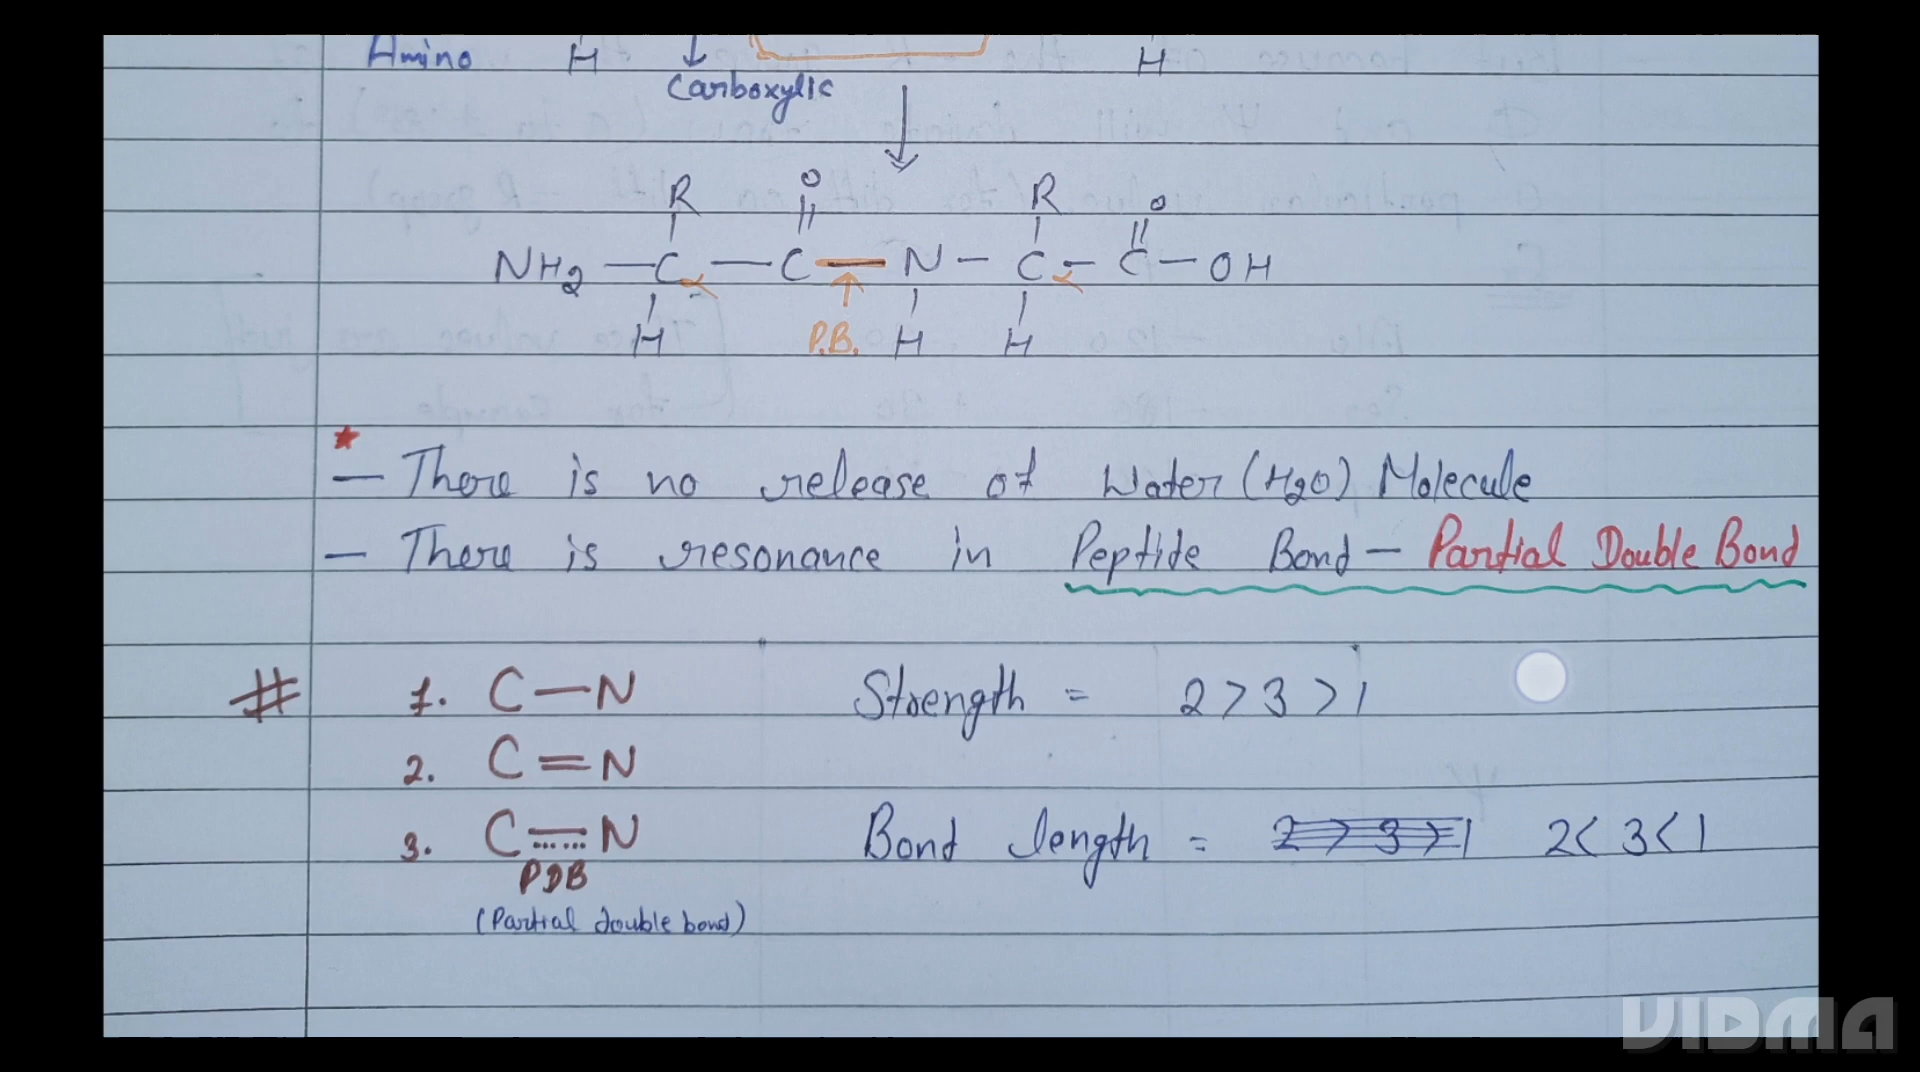 Amino H ↓ H
Carboxylic
R O R O
NH2 — Cα — C — N — Cα — C — OH
H P.B. H H
* — There is no release of Water (H2O) Molecule
— There is resonance in Peptide Bond — Partial Double Bond
# 1. C—N Strength = 2 > 3 > 1
2. C=N
3. C=N Bond length = 2 > 3 > 1 2 < 3 < 1
PDB
(Partial double bond)
VIDMA